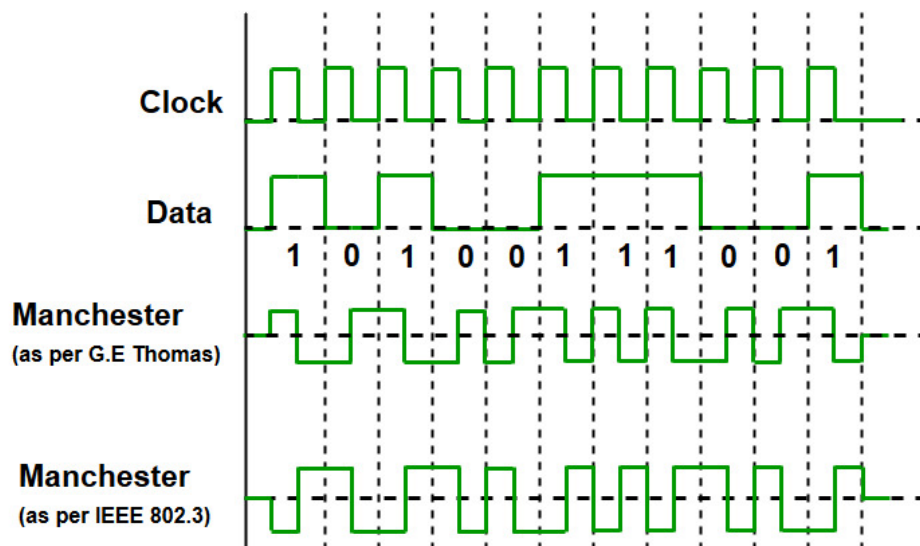 Clock
Data
1 0 1 0 0 1 1 1 0 0 1
Manchester
(as per G.E Thomas)
Manchester
(as per IEEE 802.3)